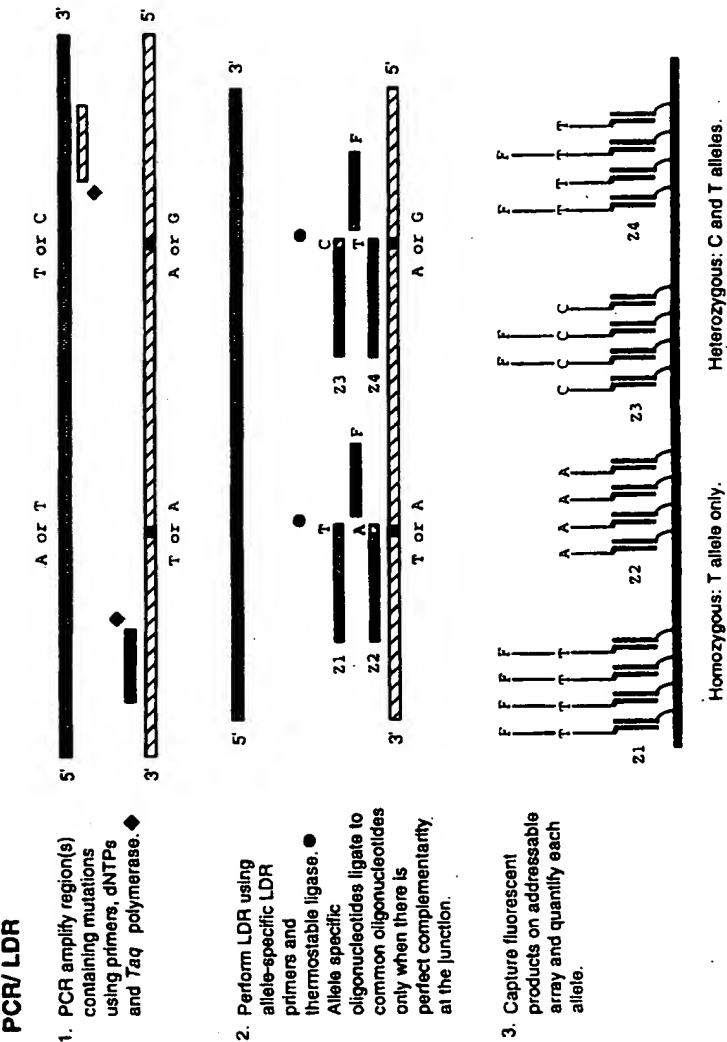 PCR/ LDR
1. PCR amplify region(s)
containing mutations
using primers, dNTPs
and Taq polymerase. ◆
A or T
T or C
5'
3'
3'
5'
T or A
A or G
2. Perform LDR using
allele-specific LDR
primers and
thermostable ligase. ●
Allele specific
oligonucleotides ligate to
common oligonucleotides
only when there is
perfect complementarity
at the junction.
5'
3'
Z1
T
F
Z2
A
Z3
C
F
Z4
T
3'
5'
T or A
A or G
3. Capture fluorescent
products on addressable
array and quantify each
allele.
F F F F
F F
F F
T T T T
A A A A
C C C C
T T T T
Z1
Z2
Z3
Z4
Homozygous: T allele only.
Heterozygous: C and T alleles.